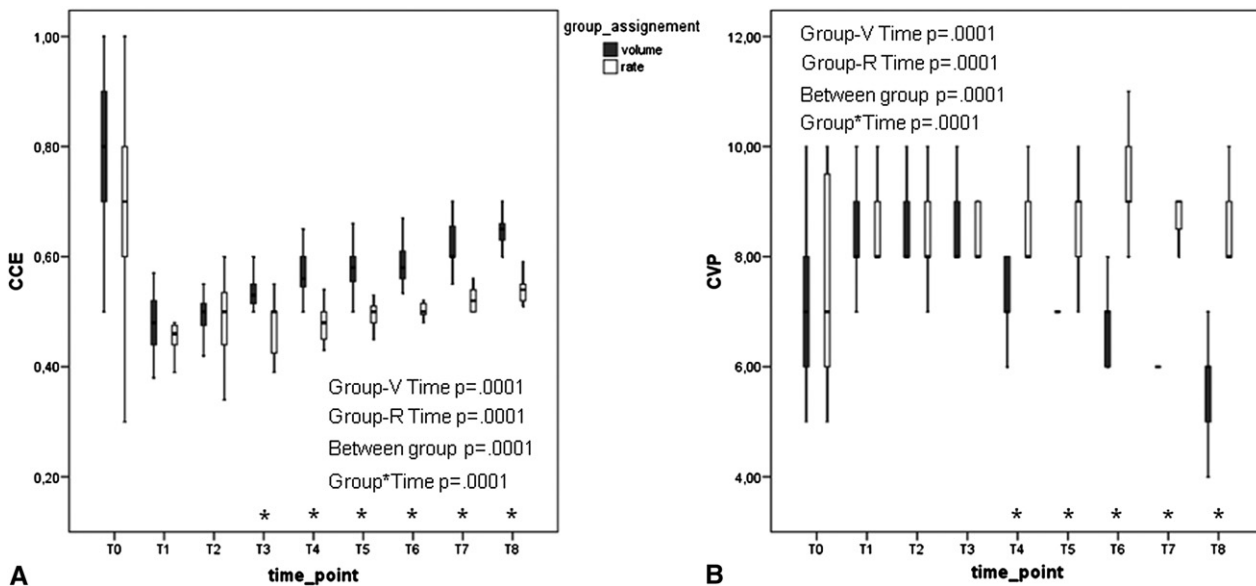 group_assignement
volume
rate
1,00
0,80
0,60
0,40
0,20
CCE
Group-V Time p=.0001
Group-R Time p=.0001
Between group p=.0001
Group*Time p=.0001
* * * * * *
T0 T1 T2 T3 T4 T5 T6 T7 T8
time_point
A
12,00
10,00
8,00
6,00
4,00
CVP
Group-V Time p=.0001
Group-R Time p=.0001
Between group p=.0001
Group*Time p=.0001
* * * * *
T0 T1 T2 T3 T4 T5 T6 T7 T8
time_point
B